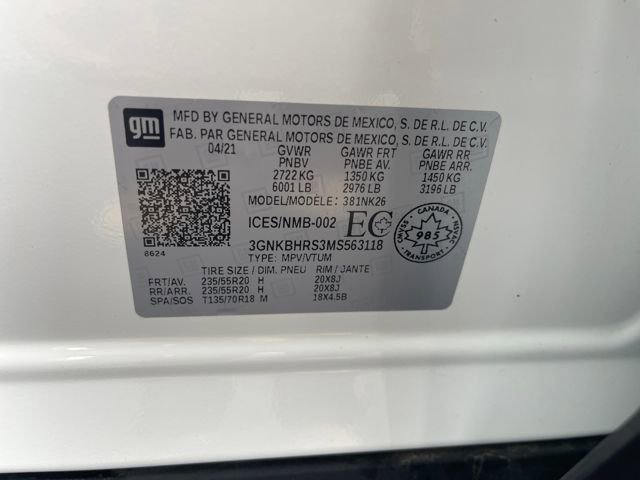 gm
MFD BY GENERAL MOTORS DE MEXICO, S. DE R.L. DE C.V.
FAB. PAR GENERAL MOTORS DE MEXICO, S. DE R.L. DE C.V.
04/21 GVWR GAWR FRT GAWR RR
PNBV PNBE AV. PNBE ARR.
2722 KG 1350 KG 1450 KG
6001 LB 2976 LB 3196 LB
MODEL/MODÈLE: 381NK26
ICES/NMB-002 EC
CANADA
985
CMVSS NSVAC
3GNKBHRS3MS563118
8624
TYPE: MPV/VTUM
TIRE SIZE / DIM. PNEU RIM / JANTE
FRT/AV. 235/55R20 H 20X8J
RR/ARR. 235/55R20 H 20X8J
SPA/SOS T135/70R18 M 18X4.5B